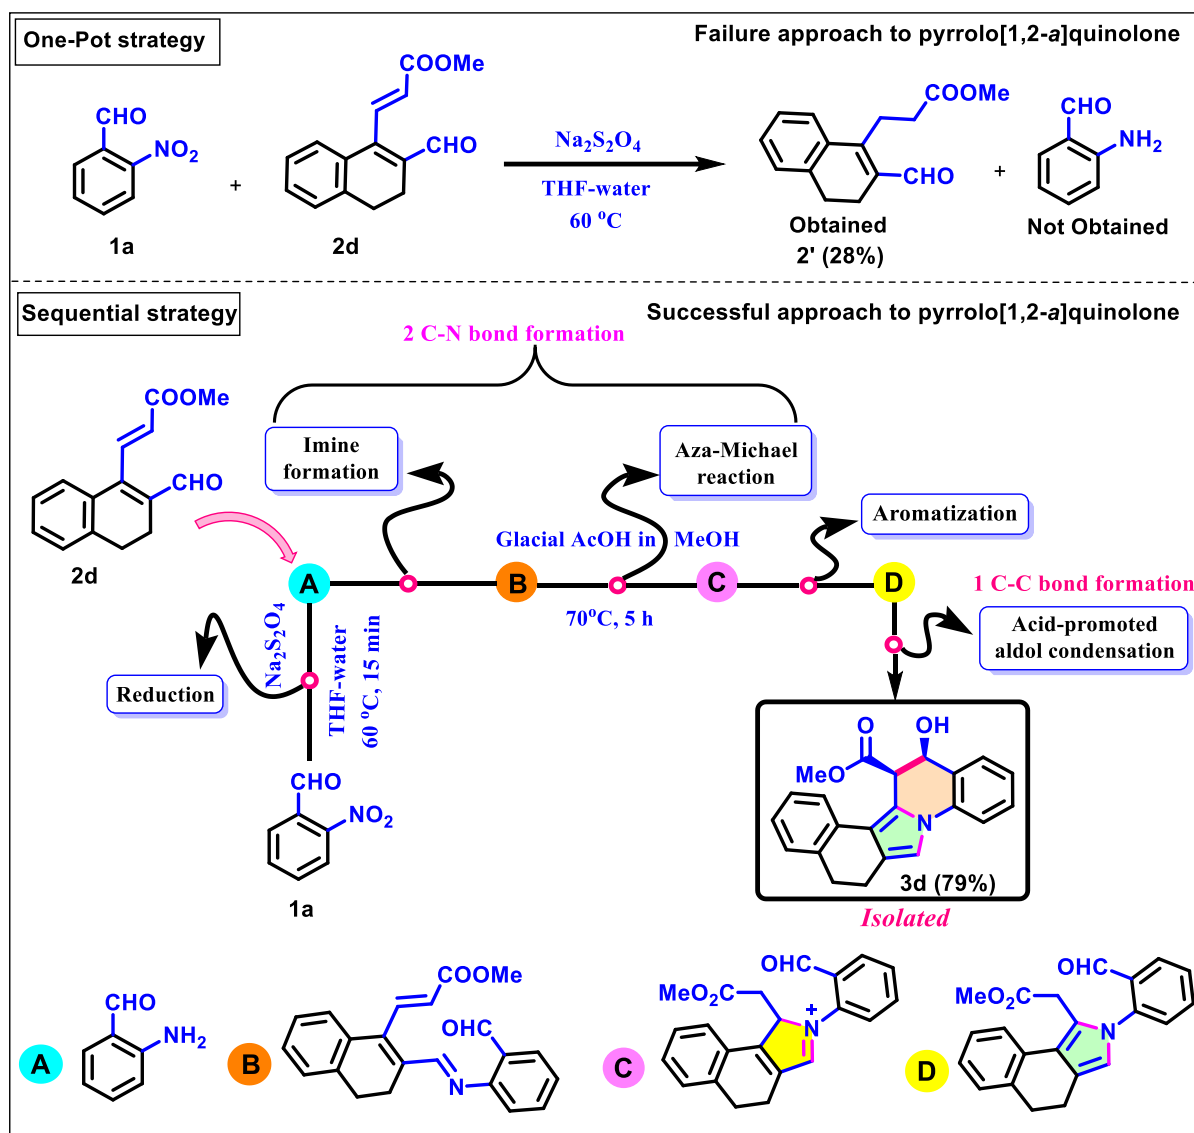 One-Pot strategy
Failure approach to pyrrolo[1,2-a]quinolone
CHO
NO2
1a
+
COOMe
CHO
2d
Na2S2O4
THF-water
60 oC
COOMe
CHO
Obtained
2' (28%)
+
CHO
NH2
Not Obtained
Sequential strategy
Successful approach to pyrrolo[1,2-a]quinolone
2 C-N bond formation
COOMe
CHO
2d
Imine
formation
Aza-Michael
reaction
Aromatization
Glacial AcOH in MeOH
A
B
C
D
70oC, 5 h
1 C-C bond formation
Acid-promoted
aldol condensation
Reduction
Na2S2O4
THF-water
60 oC, 15 min
CHO
NO2
1a
O
OH
MeO
N
3d (79%)
Isolated
A
CHO
NH2
B
COOMe
OHC
N
C
OHC
MeO2C
N
+
D
OHC
MeO2C
N